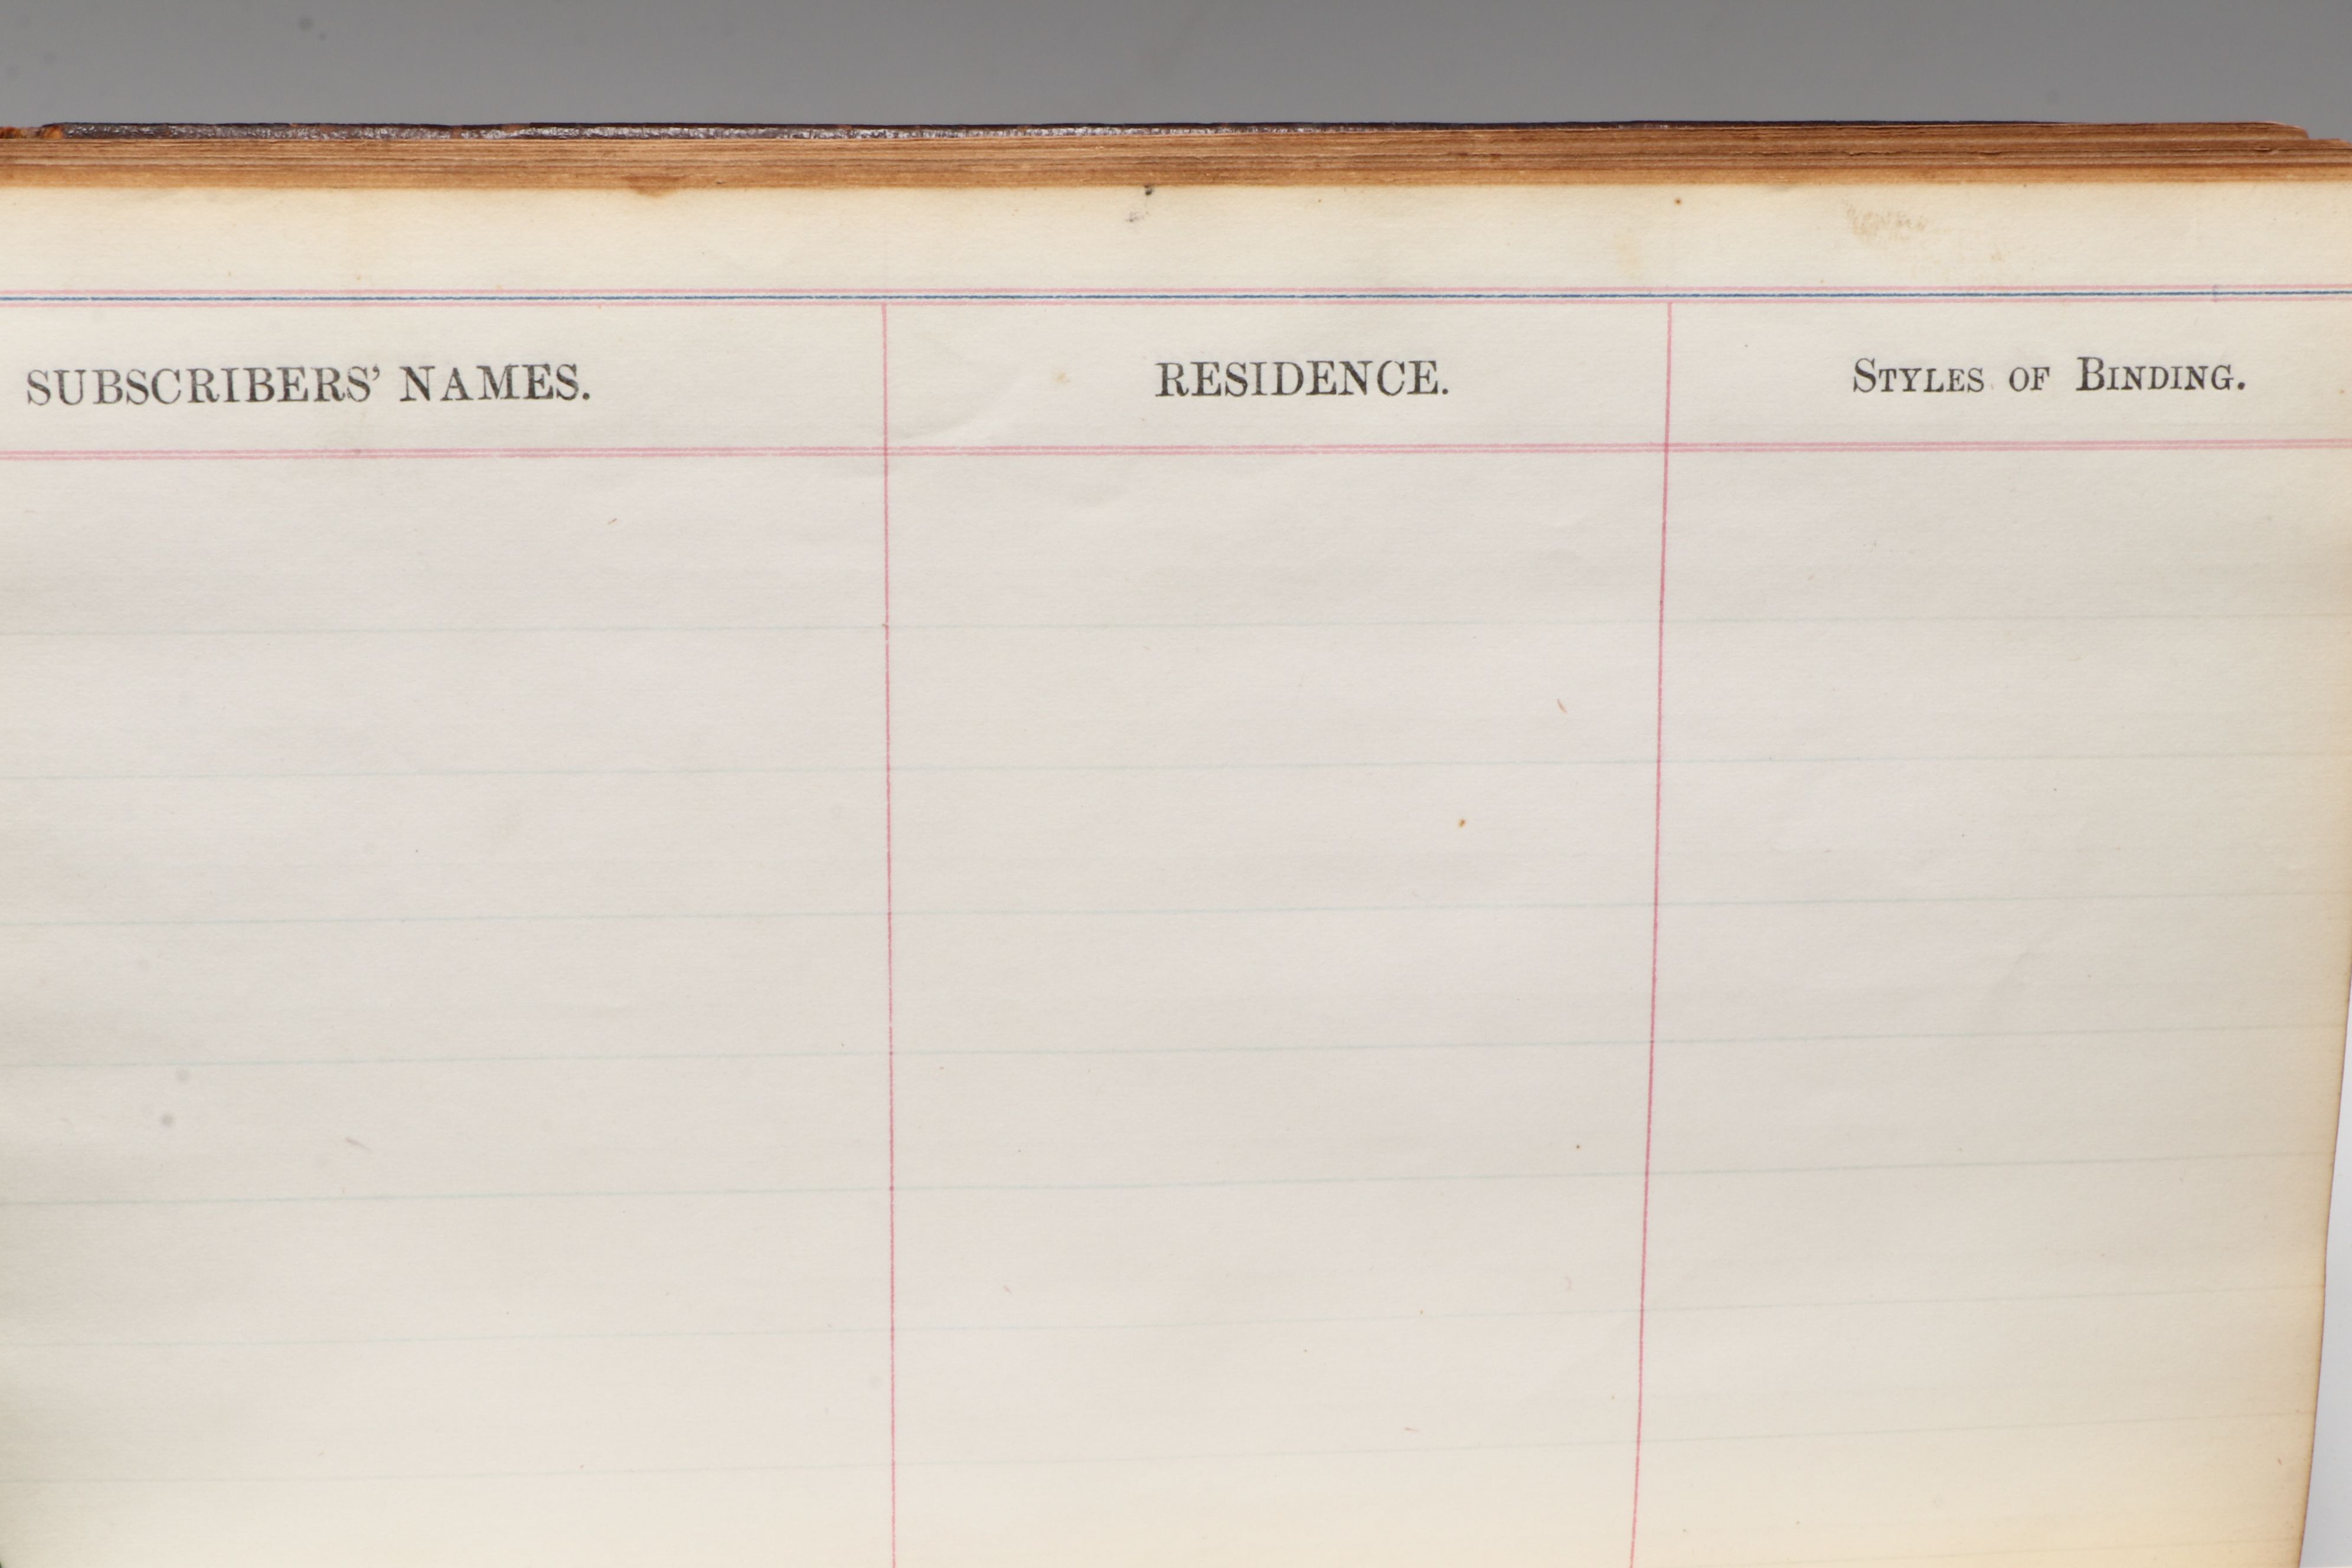 SUBSCRIBERS' NAMES. RESIDENCE. STYLES OF BINDING.